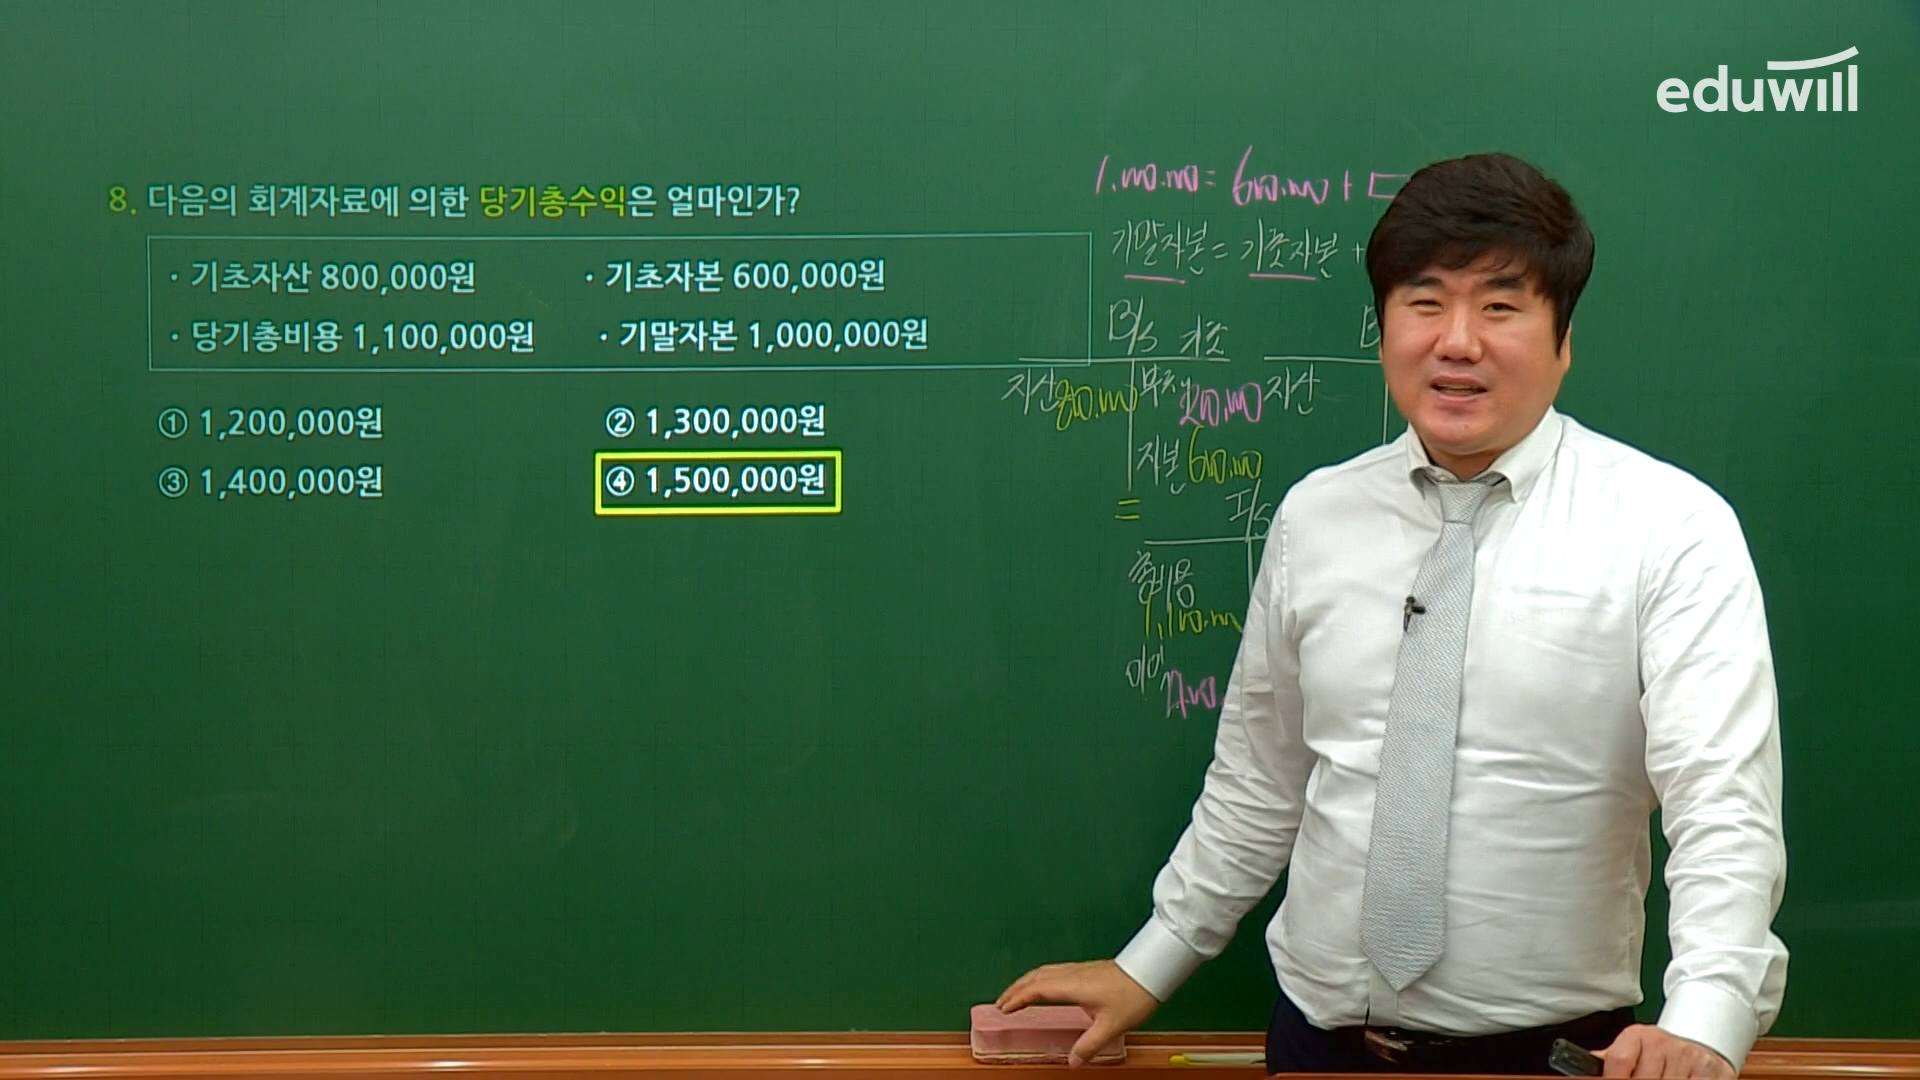 eduwill
8. 다음의 회계자료에 의한 당기총수익은 얼마인가?
· 기초자산 800,000원 · 기초자본 600,000원
· 당기총비용 1,100,000원 · 기말자본 1,000,000원
① 1,200,000원 ② 1,300,000원
③ 1,400,000원 ④ 1,500,000원
기말자본 = 기초자본 +
B/S 기초
자산 부채 자산
자본
=
I/S
총비용